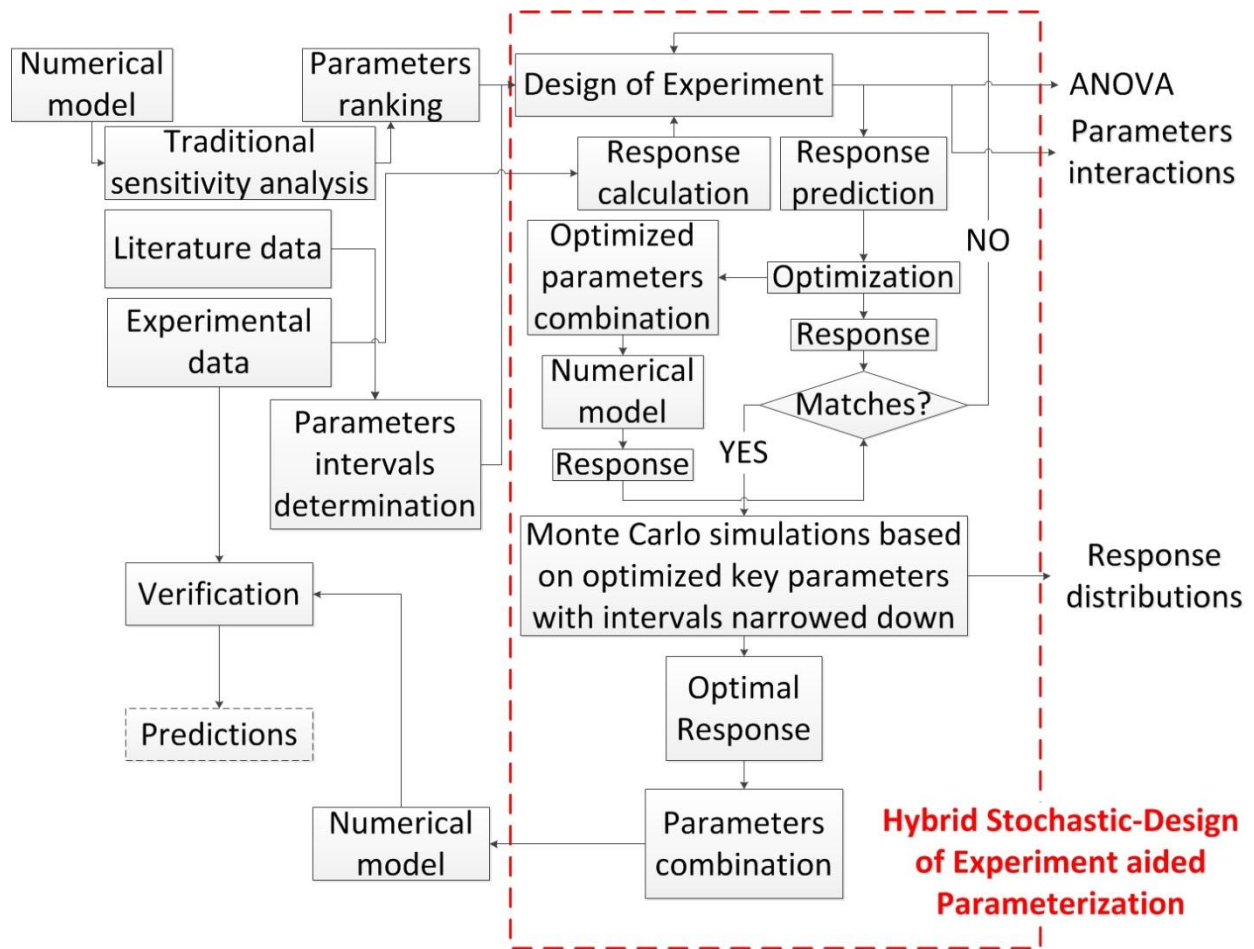 Numerical
model
Parameters
ranking
Design of Experiment
ANOVA
Parameters
interactions
Traditional
sensitivity analysis
Response
calculation
Response
prediction
Literature data
Optimized
parameters
combination
Optimization
NO
Experimental
data
Response
Numerical
model
Matches?
Parameters
intervals
determination
Response
YES
Monte Carlo simulations based
on optimized key parameters
with intervals narrowed down
Response
distributions
Verification
Optimal
Response
Predictions
Numerical
model
Parameters
combination
Hybrid Stochastic-Design
of Experiment aided
Parameterization